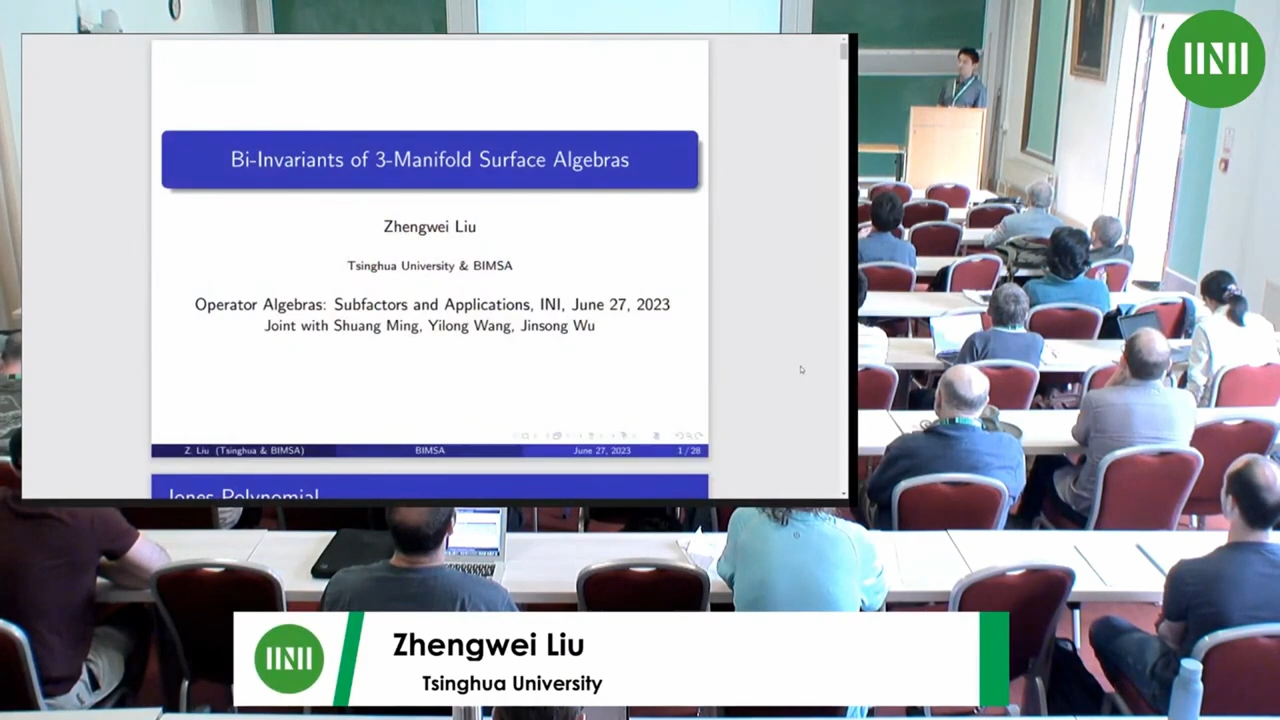 Bi-Invariants of 3-Manifold Surface Algebras
Zhengwei Liu
Tsinghua University & BIMSA
Operator Algebras: Subfactors and Applications, INI, June 27, 2023
Joint with Shuang Ming, Yilong Wang, Jinsong Wu
Z. Liu (Tsinghua & BIMSA) BIMSA June 27, 2023 1 / 28
Jones Polynomial
Zhengwei Liu
Tsinghua University